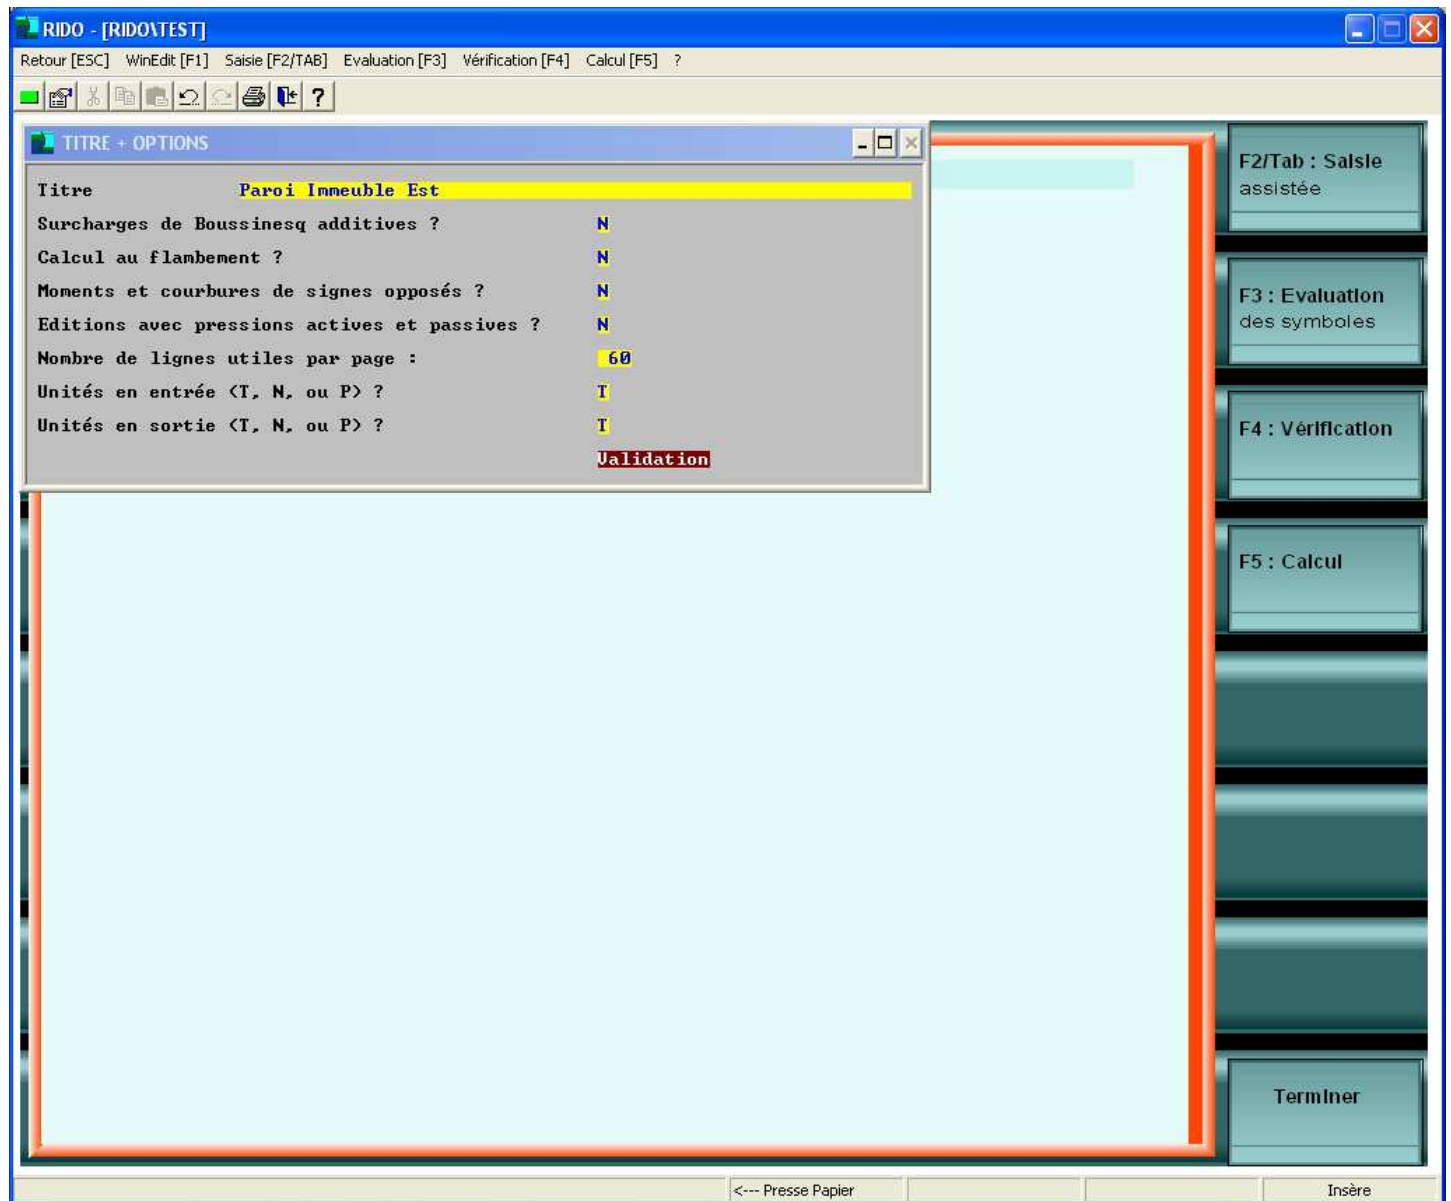 RIDO - [RIDO\TEST]
Retour [ESC] WinEdit [F1] Saisie [F2/TAB] Evaluation [F3] Vérification [F4] Calcul [F5] ?
TITRE + OPTIONS
Titre Paroi Immeuble Est
Surcharges de Boussinesq additives ? N
Calcul au flambement ? N
Moments et courbures de signes opposés ? N
Editions avec pressions actives et passives ? N
Nombre de lignes utiles par page : 60
Unités en entrée (T, N, ou P) ? T
Unités en sortie (T, N, ou P) ? T
Validation
F2/Tab : Saisie
assistée
F3 : Evaluation
des symboles
F4 : Vérification
F5 : Calcul
Terminer
<--- Presse Papier
Insère